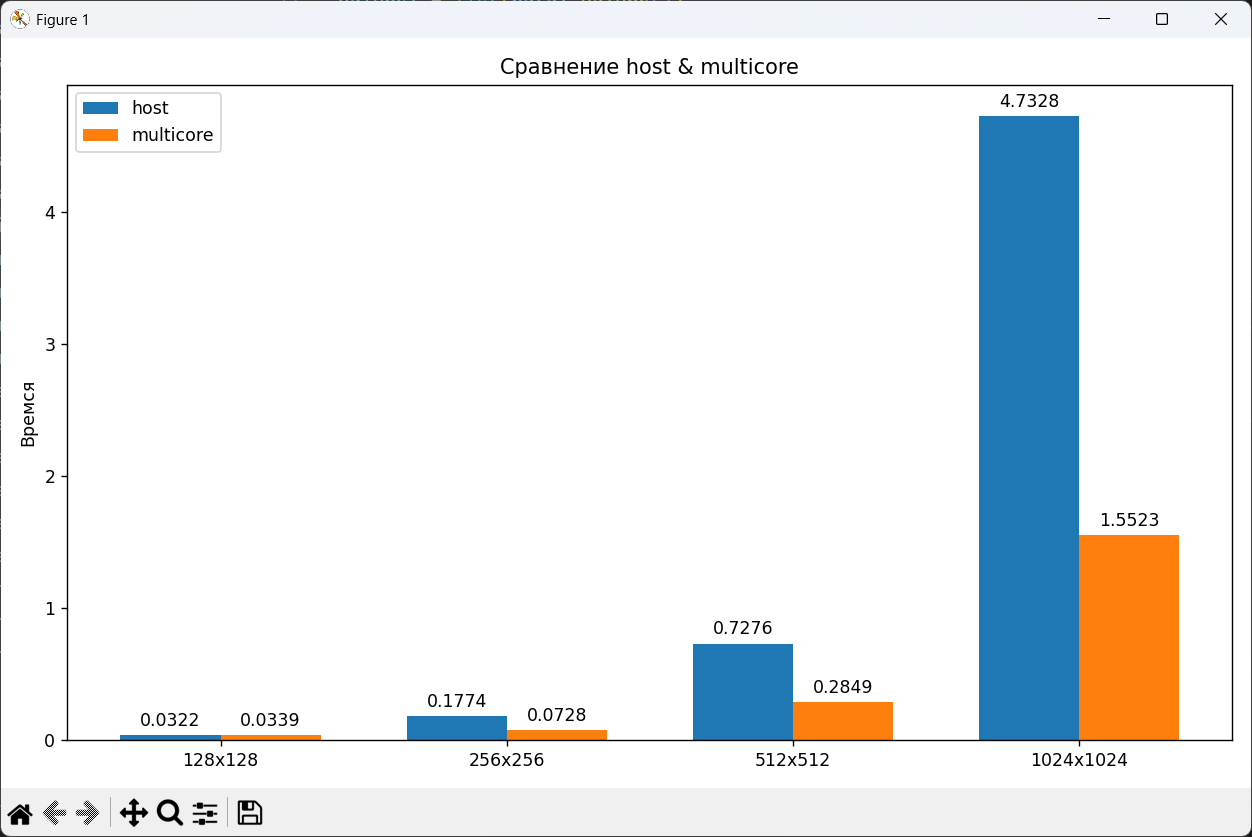 Figure 1
Сравнение host & multicore
host
multicore
Времся
4
3
2
1
0
0.0322
0.0339
0.1774
0.0728
0.7276
0.2849
4.7328
1.5523
128x128
256x256
512x512
1024x1024